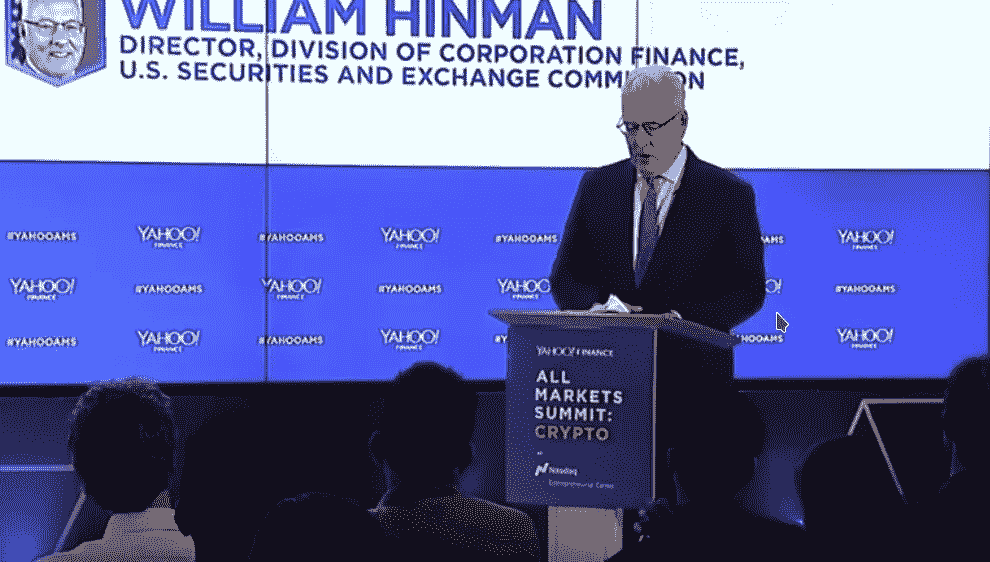 WILLIAM HINMAN
DIRECTOR, DIVISION OF CORPORATION FINANCE,
U.S. SECURITIES AND EXCHANGE COMM ON
#YAHOOAMS YAHOO! FINANCE #YAHOOAMS YAHOO! FINANCE #YAHOOAMS AMS YAHOO! FINANCE
YAHOO! FINANCE #YAHOOAMS YAHOO! FINANCE #YAHOOAMS YAHOO FINANCE O! #YAHOOAMS
#YAHOOAMS YAHOO! FINANCE #YAHOOAMS YAHOO! FINANCE #Y HOOAMS YAHOO! FINANCE
YAHOO! FINANCE
ALL
MARKETS
SUMMIT:
CRYPTO
at
Nasdaq
Entrepreneurial Center